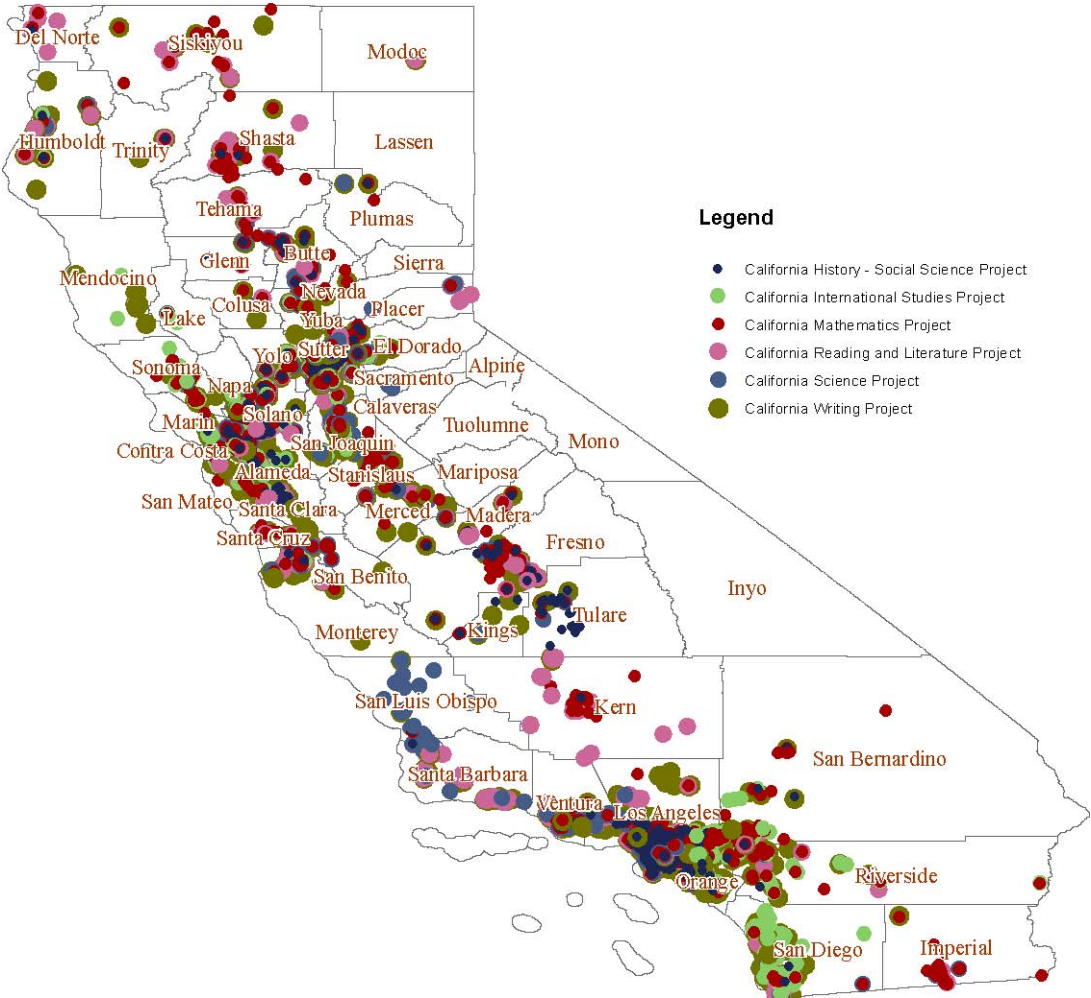 Del Norte
Siskiyou
Modoc
Humboldt
Trinity
Shasta
Lassen
Tehama
Plumas
Legend
California History - Social Science Project
California International Studies Project
California Mathematics Project
California Reading and Literature Project
California Science Project
California Writing Project
Glenn
Butte
Sierra
Mendocino
Colusa
Nevada
Lake
Yuba
Placer
Sonoma
Yolo
Sutter
El Dorado
Napa
Sacramento
Alpine
Marin
Solano
Calaveras
Contra Costa
San Joaquin
Tuolumne
Mono
Alameda
Stanislaus
Mariposa
San Mateo
Santa Clara
Merced
Madera
Santa Cruz
Fresno
San Benito
Inyo
Monterey
Kings
Tulare
San Luis Obispo
Kern
Santa Barbara
San Bernardino
Ventura
Los Angeles
Orange
Riverside
San Diego
Imperial